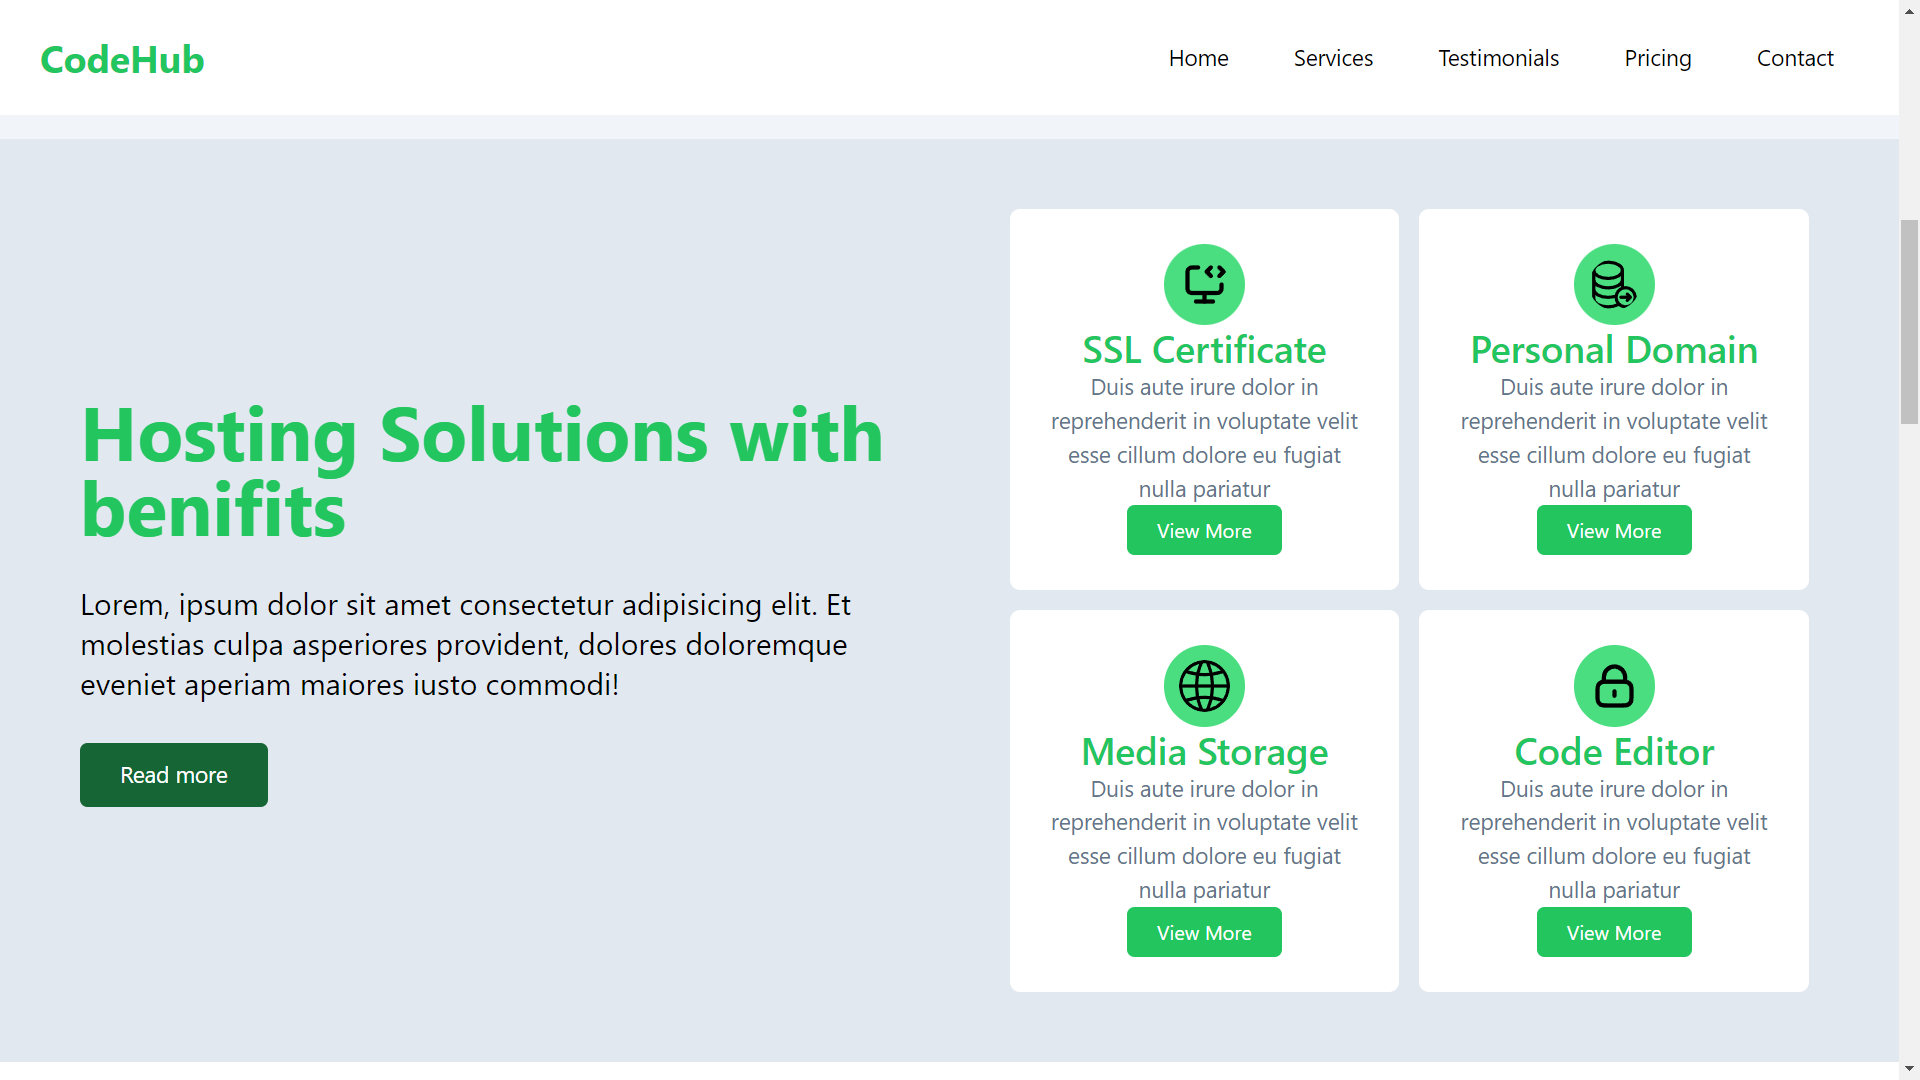 CodeHub
Home Services Testimonials Pricing Contact
Hosting Solutions with
benifits
Lorem, ipsum dolor sit amet consectetur adipisicing elit. Et
molestias culpa asperiores provident, dolores doloremque
eveniet aperiam maiores iusto commodi!
Read more
SSL Certificate
Duis aute irure dolor in
reprehenderit in voluptate velit
esse cillum dolore eu fugiat
nulla pariatur
View More
Personal Domain
Duis aute irure dolor in
reprehenderit in voluptate velit
esse cillum dolore eu fugiat
nulla pariatur
View More
Media Storage
Duis aute irure dolor in
reprehenderit in voluptate velit
esse cillum dolore eu fugiat
nulla pariatur
View More
Code Editor
Duis aute irure dolor in
reprehenderit in voluptate velit
esse cillum dolore eu fugiat
nulla pariatur
View More